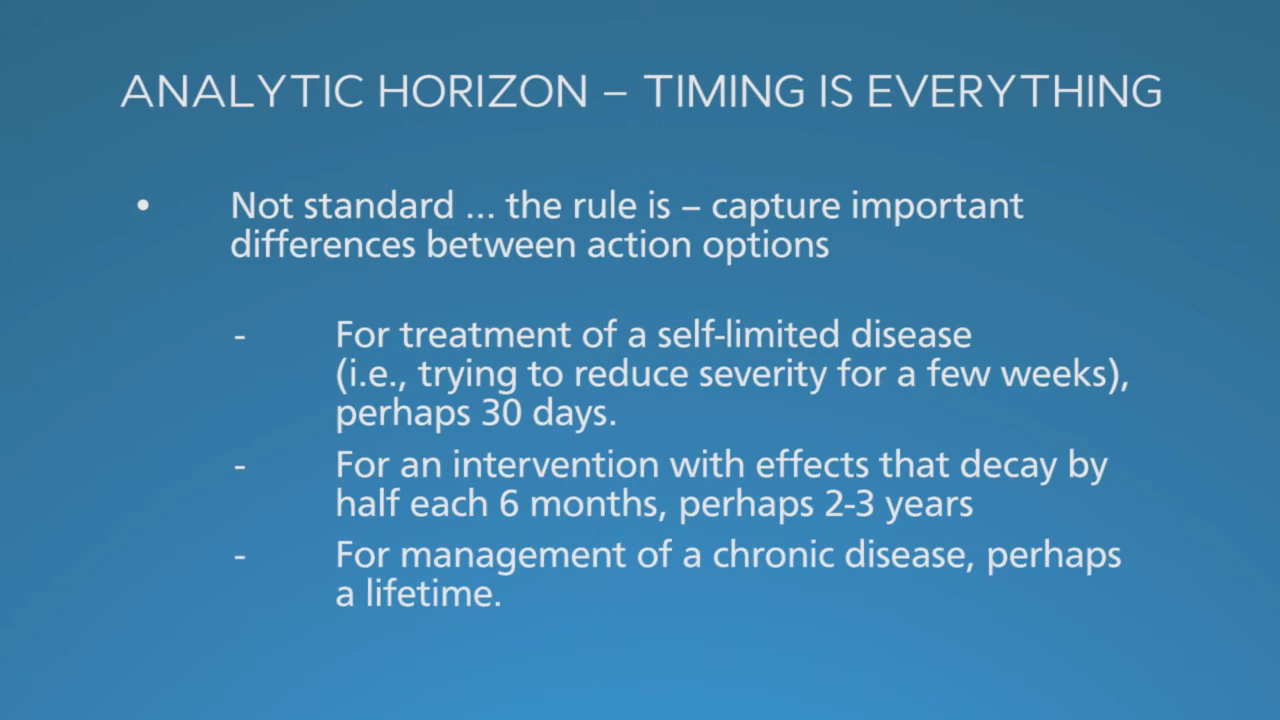 ANALYTIC HORIZON – TIMING IS EVERYTHING
• Not standard ... the rule is – capture important
differences between action options
- For treatment of a self-limited disease
(i.e., trying to reduce severity for a few weeks),
perhaps 30 days.
- For an intervention with effects that decay by
half each 6 months, perhaps 2-3 years
- For management of a chronic disease, perhaps
a lifetime.